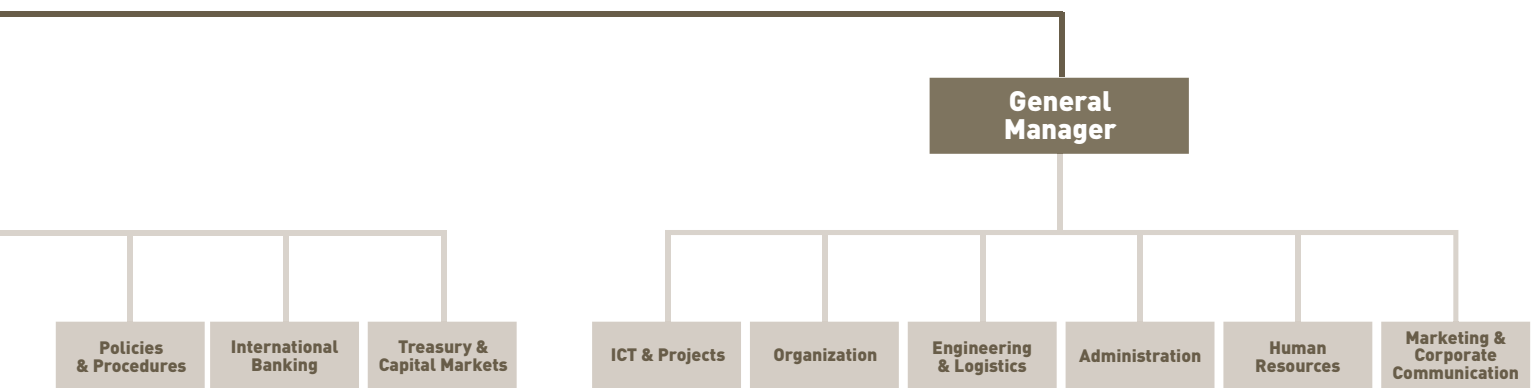 General
Manager
Policies
& Procedures
International
Banking
Treasury &
Capital Markets
ICT & Projects
Organization
Engineering
& Logistics
Administration
Human
Resources
Marketing &
Corporate
Communication